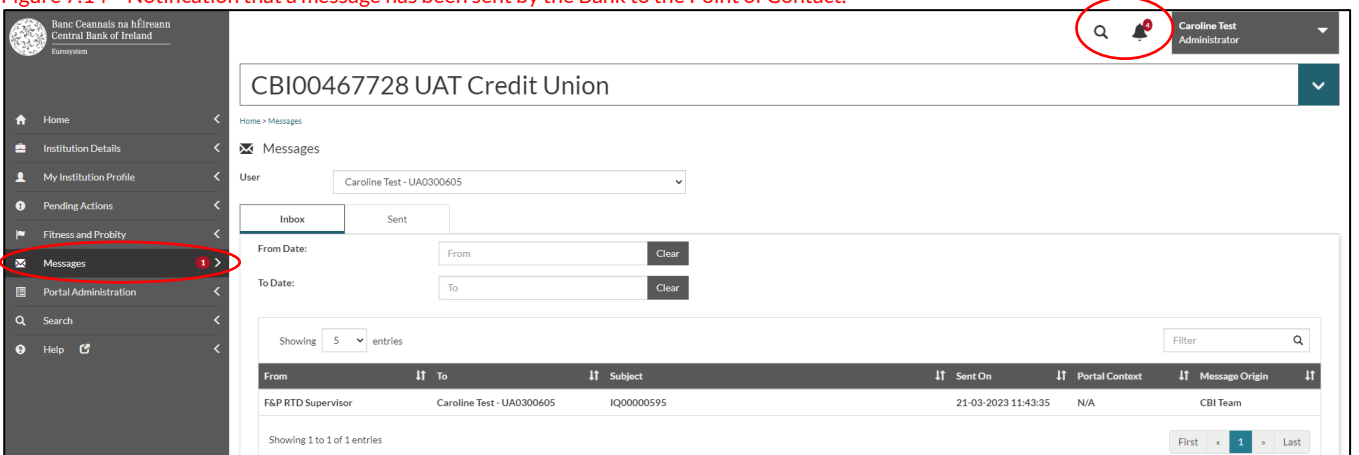 Figure 7.14 – Notification that a message has been sent by the Bank to the Point of Contact.
Banc Ceannais na hÉireann
Central Bank of Ireland
Eurosystem
4
Caroline Test
Administrator
CBI00467728 UAT Credit Union
Home
Institution Details
My Institution Profile
Pending Actions
Fitness and Probity
Messages 1
Portal Administration
Search
Help
Home > Messages
Messages
User Caroline Test - UA0300605
Inbox Sent
From Date: From Clear
To Date: To Clear
Showing 5 entries Filter
From To Subject Sent On Portal Context Message Origin
F&P RTD Supervisor Caroline Test - UA0300605 IQ00000595 21-03-2023 11:43:35 N/A CBI Team
Showing 1 to 1 of 1 entries First « 1 » Last